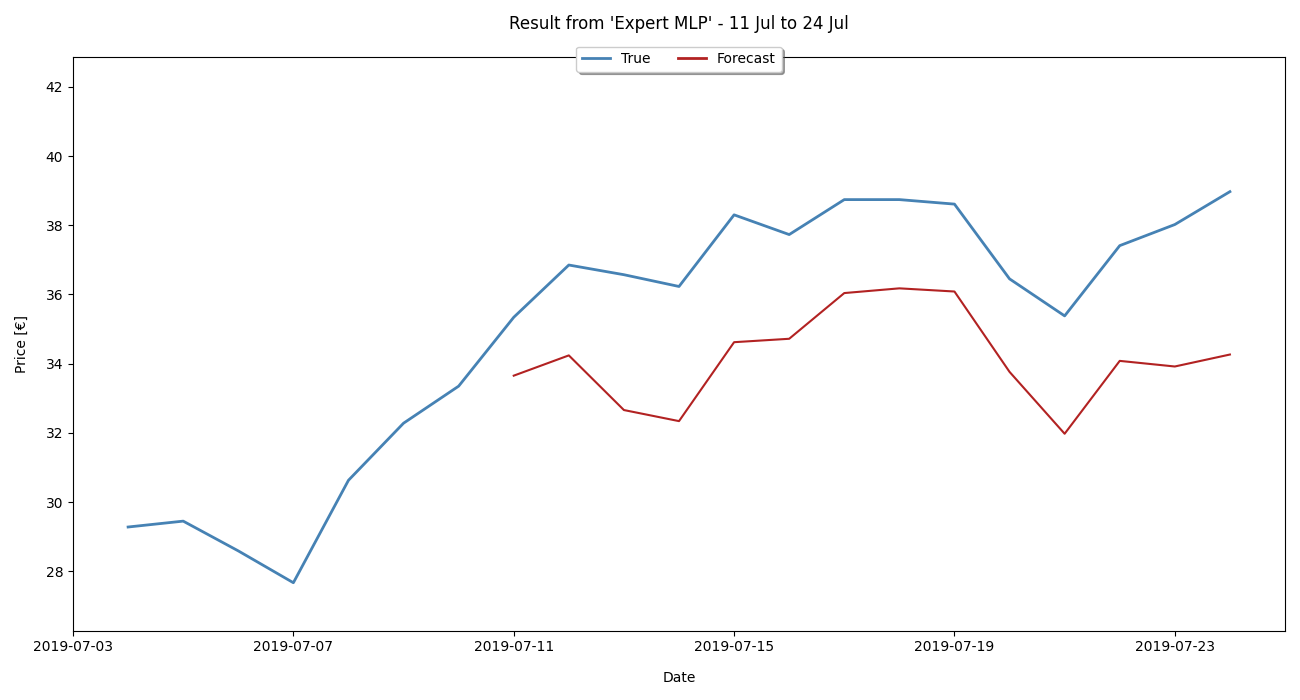 Result from 'Expert MLP' - 11 Jul to 24 Jul
True Forecast
42
40
38
36
34
32
30
28
Price [€]
2019-07-03 2019-07-07 2019-07-11 2019-07-15 2019-07-19 2019-07-23
Date